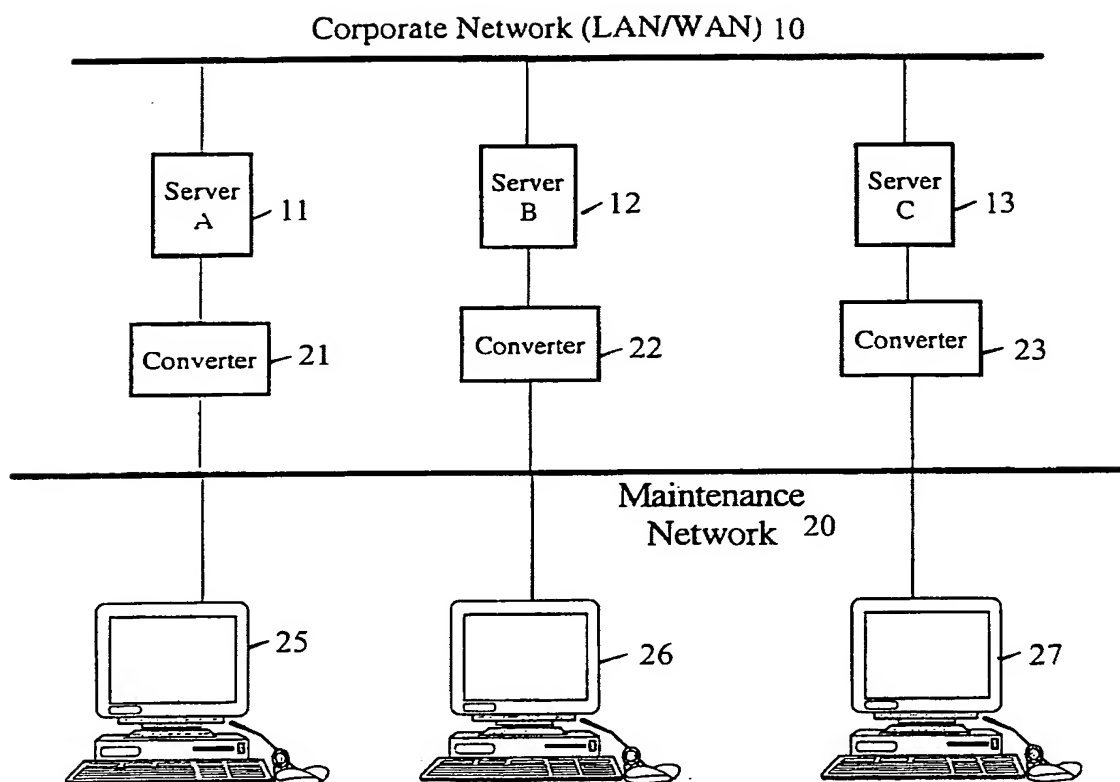 Corporate Network (LAN/WAN) 10
Server
A
11
Server
B
12
Server
C
13
Converter
21
Converter
22
Converter
23
Maintenance
Network 20
25
26
27